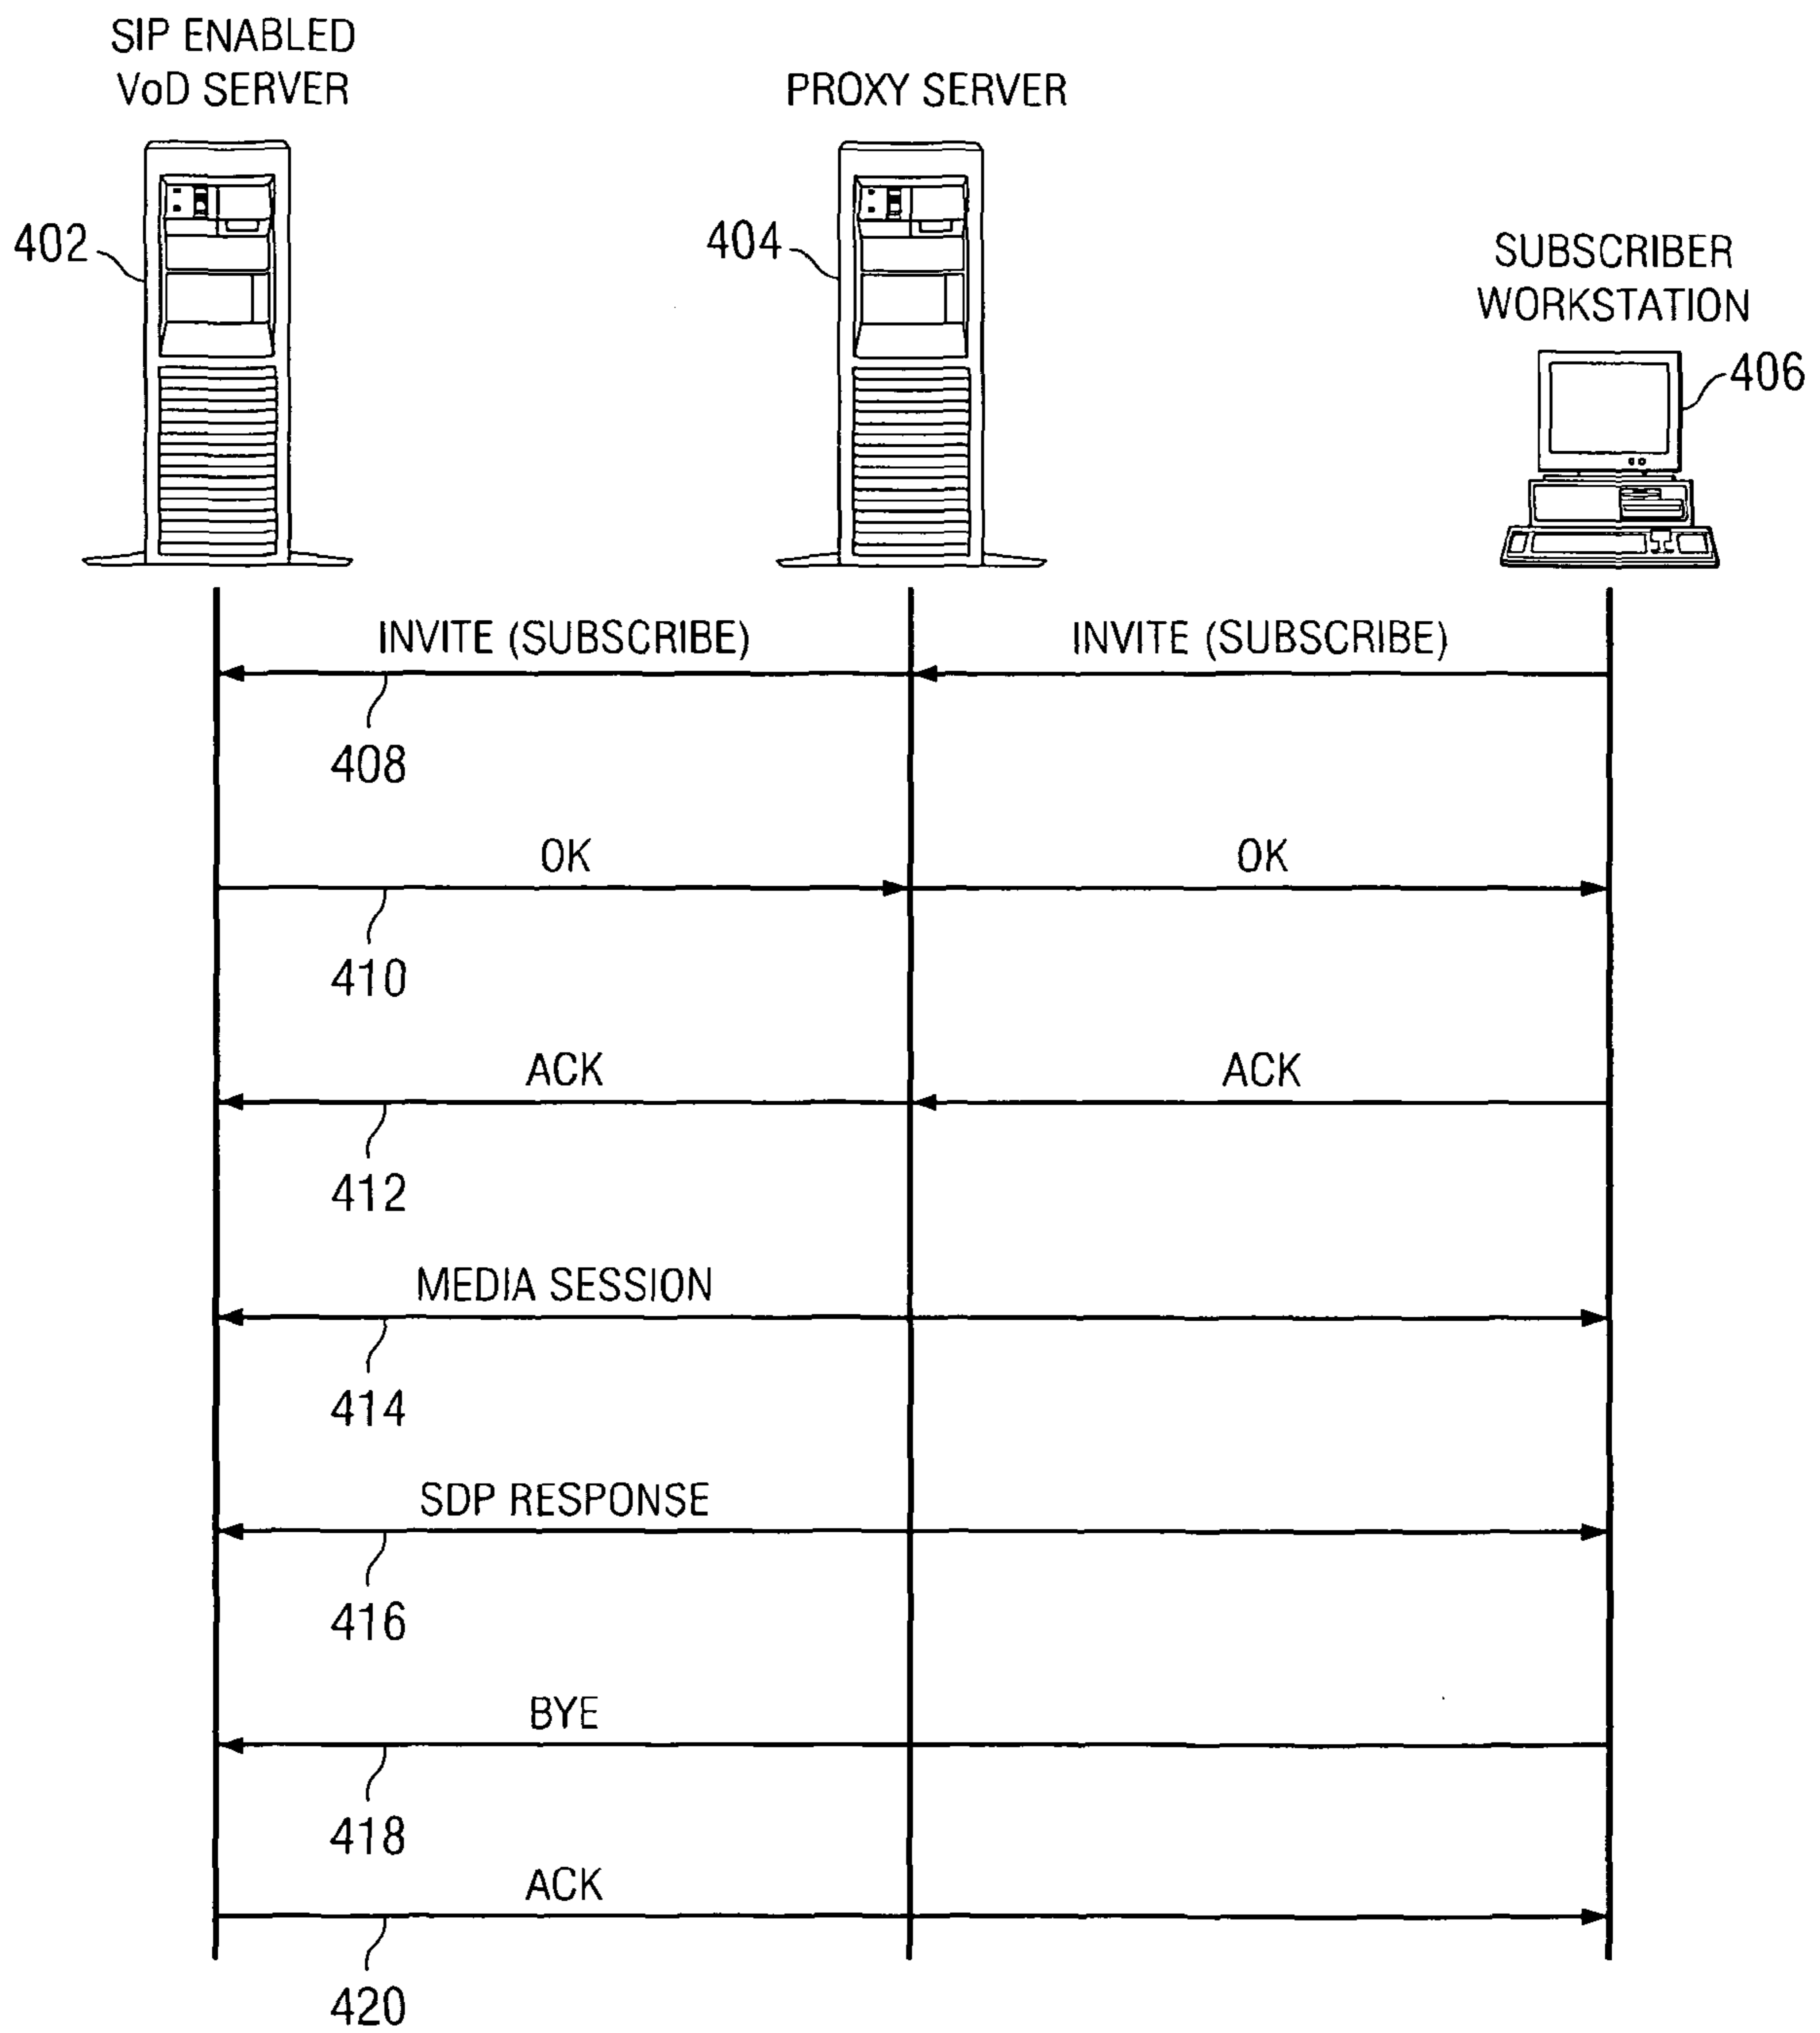 SIP ENABLED
VoD SERVER
PROXY SERVER
402
404
SUBSCRIBER
WORKSTATION
406
INVITE (SUBSCRIBE)
INVITE (SUBSCRIBE)
408
OK
OK
410
ACK
ACK
412
MEDIA SESSION
414
SDP RESPONSE
416
BYE
418
ACK
420